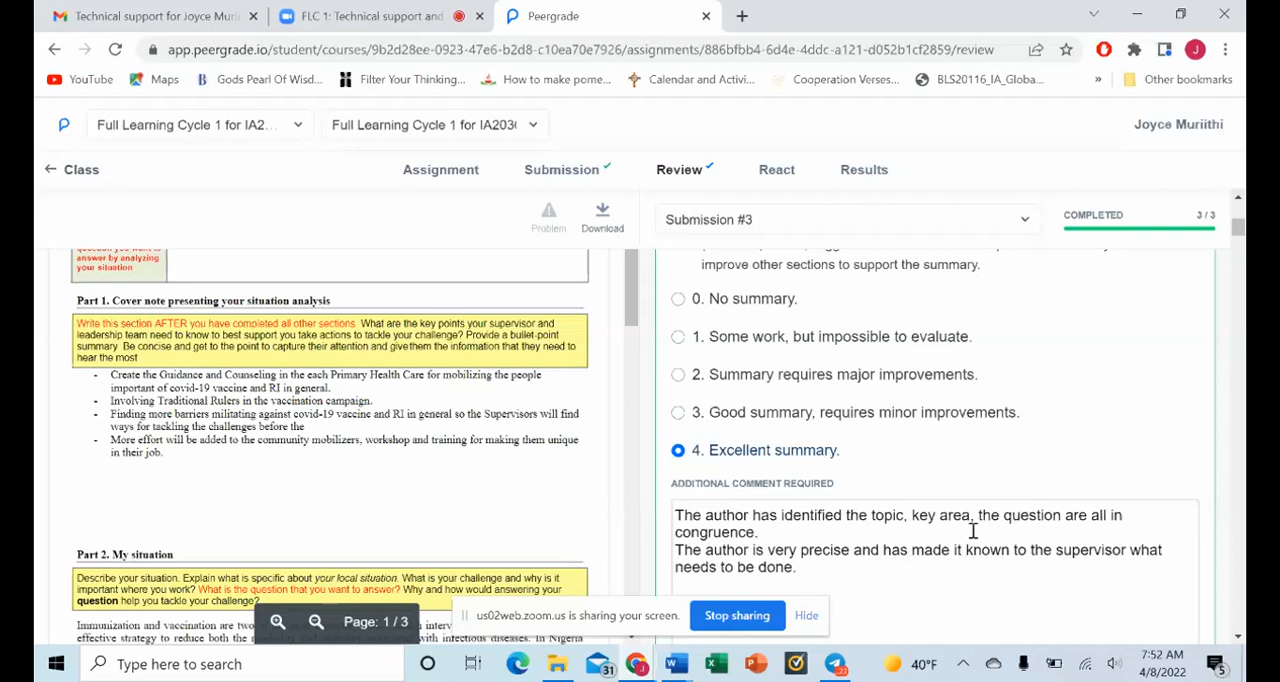 Technical support for Joyce Murii
FLC 1: Technical support and
Peergrade
app.peergrade.io/student/courses/9b2d28ee-0923-47e6-b2d8-c10ea70e7926/assignments/886bfbb4-6d4e-4ddc-a121-d052b1cf2859/review
J
YouTube
Maps
Gods Pearl Of Wisd...
Filter Your Thinking,...
How to make pome...
Calendar and Activi...
Cooperation Verses...
BLS20116_IA_Globa...
»
Other bookmarks
Full Learning Cycle 1 for IA2...
Full Learning Cycle 1 for IA203(
Joyce Muriithi
Class
Assignment
Submission
Review
React
Results
Problem
Download
Submission #3
COMPLETED
3 / 3
question you want to
answer by analyzing
your situation
Part 1. Cover note presenting your situation analysis
Write this section AFTER you have completed all other sections. What are the key points your supervisor and
leadership team need to know to best support you take actions to tackle your challenge? Provide a bullet-point
summary. Be concise and get to the point to capture their attention and give them the information that they need to
hear the most
- Create the Guidance and Counseling in the each Primary Health Care for mobilizing the people
important of covid-19 vaccine and RI in general.
- Involving Traditional Rulers in the vaccination campaign.
- Finding more barriers militating against covid-19 vaccine and RI in general so the Supervisors will find
ways for tackling the challenges before the
- More effort will be added to the community mobilizers, workshop and training for making them unique
in their job.
Part 2. My situation
Describe your situation. Explain what is specific about your local situation. What is your challenge and why is it
important where you work? What is the question that you want to answer? Why and how would answering your
question help you tackle your challenge?
Immunization and vaccination are two
effective strategy to reduce both the
In Nigeria
Page: 1 / 3
improve other sections to support the summary.
0. No summary.
1. Some work, but impossible to evaluate.
2. Summary requires major improvements.
3. Good summary, requires minor improvements.
4. Excellent summary.
ADDITIONAL COMMENT REQUIRED
The author has identified the topic, key area, the question are all in
congruence.
The author is very precise and has made it known to the supervisor what
needs to be done.
us02web.zoom.us is sharing your screen.
Stop sharing
Hide
Type here to search
31
40°F
7:52 AM
4/8/2022
5